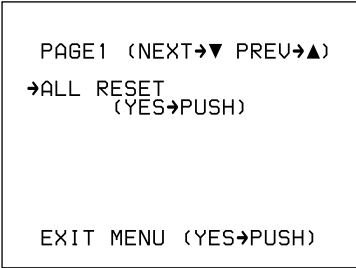 PAGE1 (NEXT→▼ PREV→▲)
→ALL RESET
(YES→PUSH)
EXIT MENU (YES→PUSH)